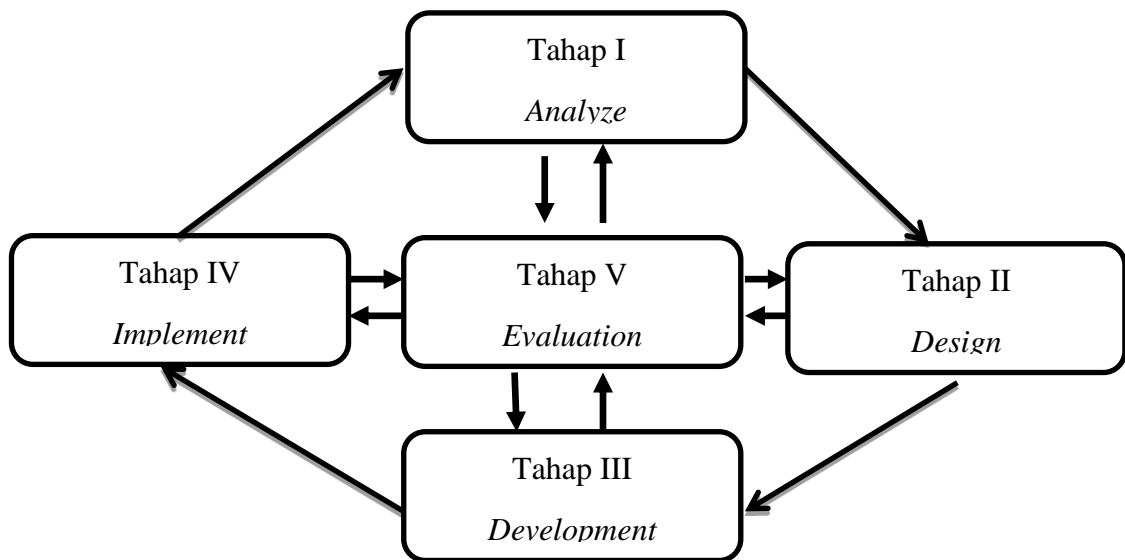 Tahap I
Analyze
Tahap IV
Implement
Tahap V
Evaluation
Tahap II
Design
Tahap III
Development